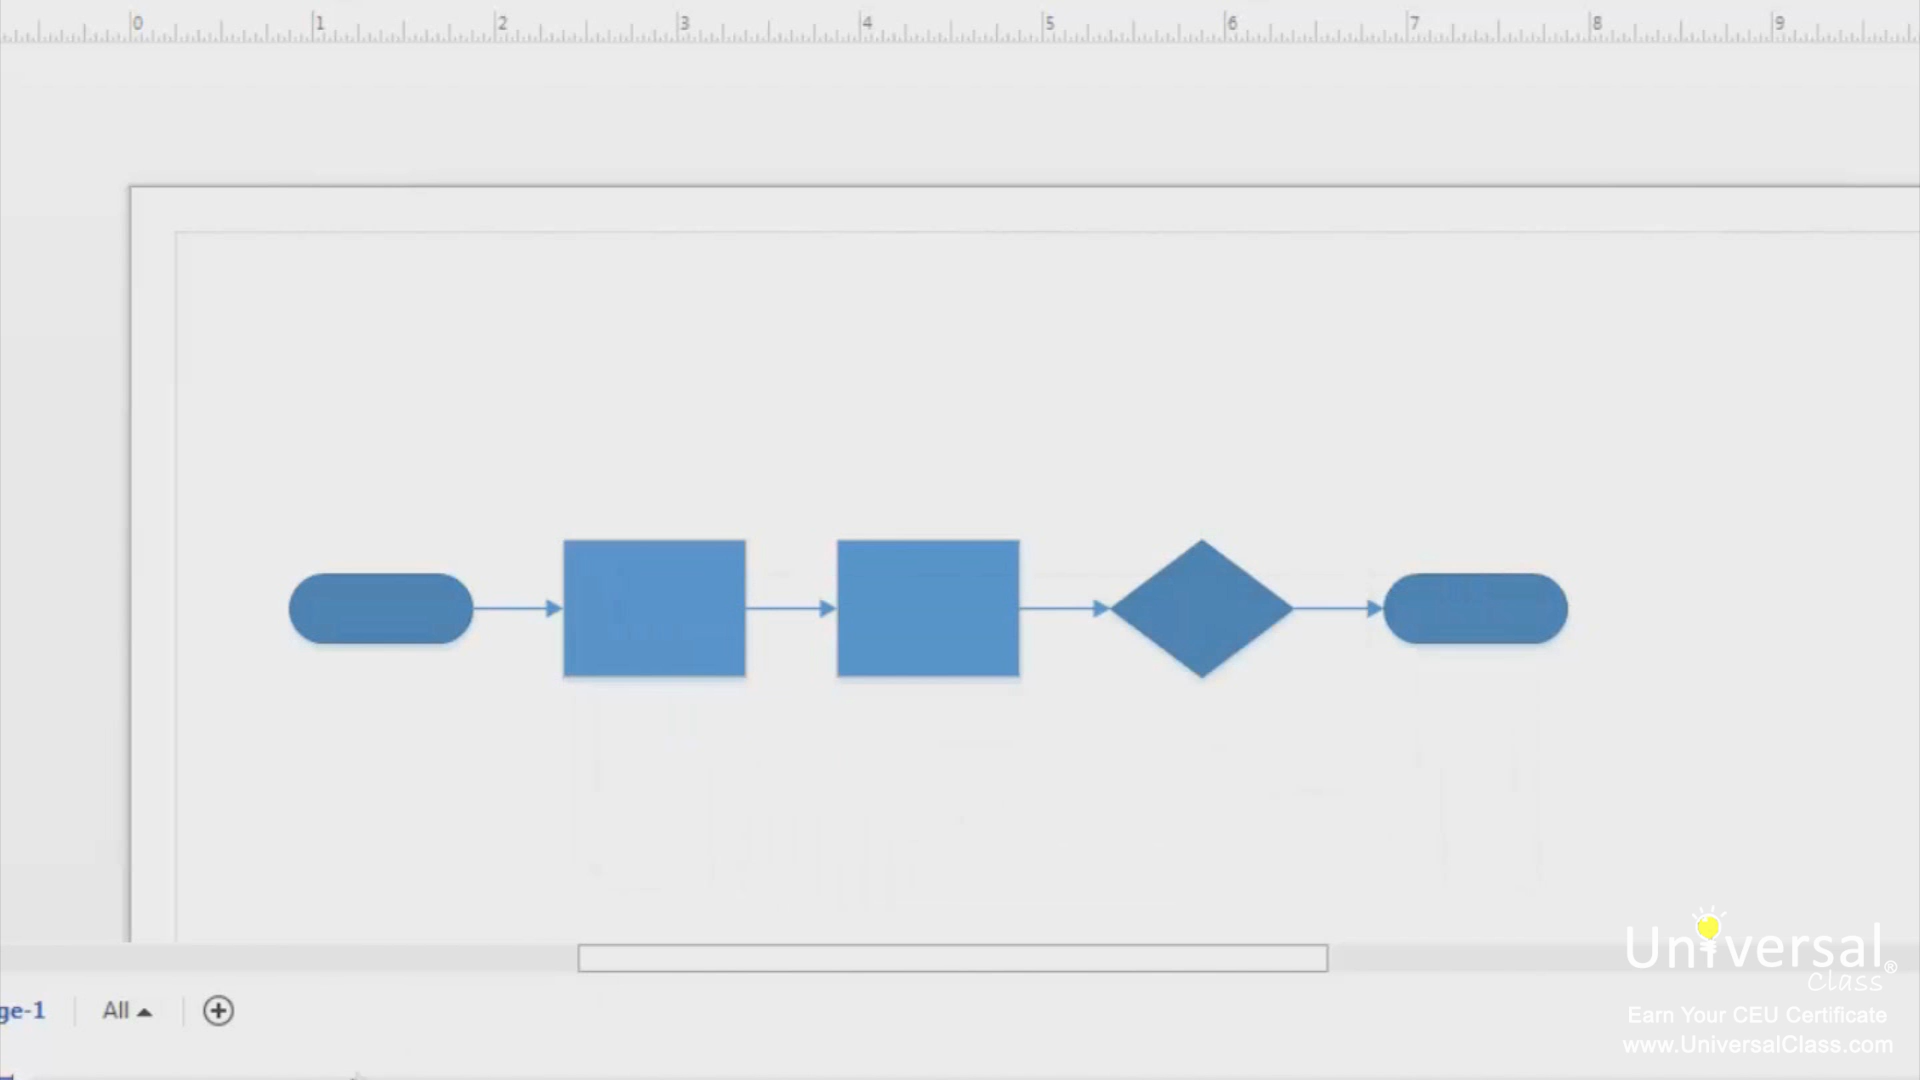 0 1 2 3 4 5 6 7 8 9
ge-1 All
Universal®
Class
Earn Your CEU Certificate
www.UniversalClass.com